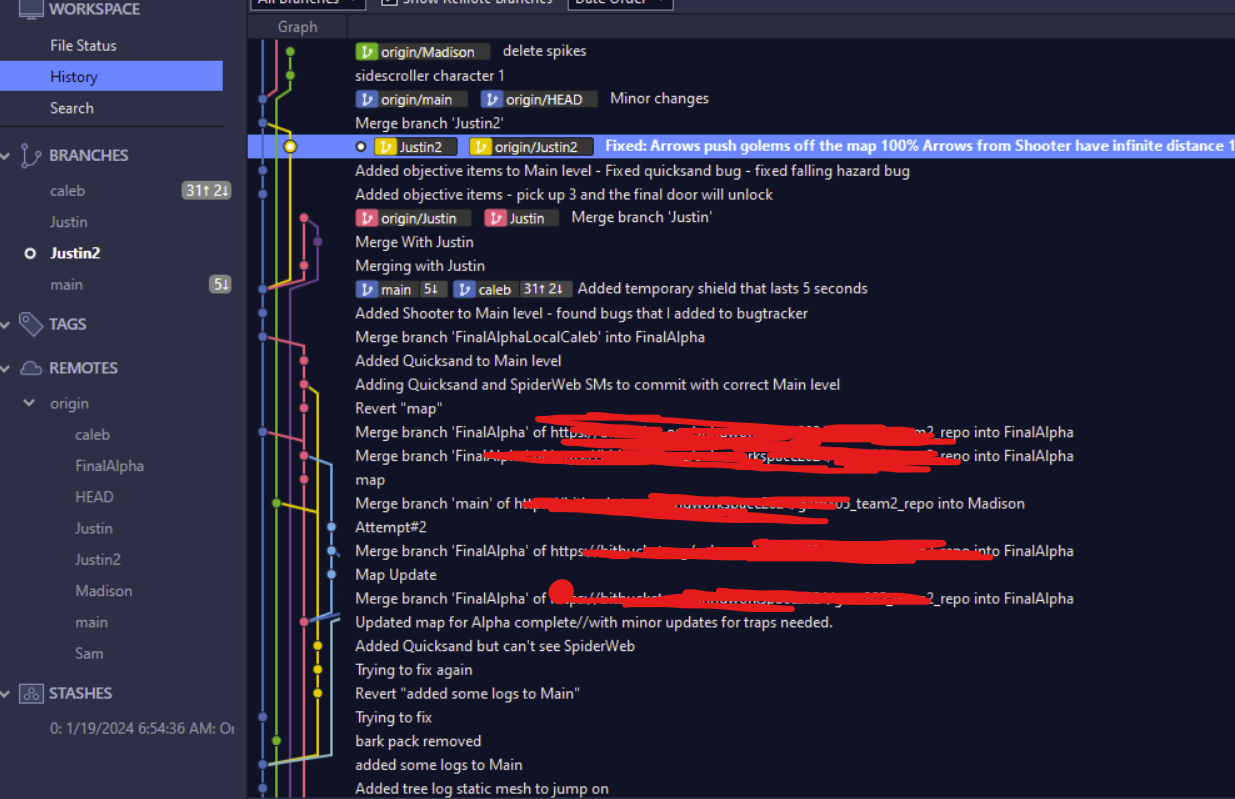 WORKSPACE
File Status
History
Search
BRANCHES
caleb 31↑ 2↓
Justin
Justin2
main 5↓
TAGS
REMOTES
origin
caleb
FinalAlpha
HEAD
Justin
Justin2
Madison
main
Sam
STASHES
0: 1/19/2024 6:54:36 AM: On
All Branches Show Remote Branches Date Order
Graph
origin/Madison delete spikes
sidescroller character 1
origin/main origin/HEAD Minor changes
Merge branch 'Justin2'
Justin2 origin/Justin2 Fixed: Arrows push golems off the map 100% Arrows from Shooter have infinite distance 1
Added objective items to Main level - Fixed quicksand bug - fixed falling hazard bug
Added objective items - pick up 3 and the final door will unlock
origin/Justin Justin Merge branch 'Justin'
Merge With Justin
Merging with Justin
main 5↓ caleb 31↑ 2↓ Added temporary shield that lasts 5 seconds
Added Shooter to Main level - found bugs that I added to bugtracker
Merge branch 'FinalAlphaLocalCaleb' into FinalAlpha
Added Quicksand to Main level
Adding Quicksand and SpiderWeb SMs to commit with correct Main level
Revert "map"
Merge branch 'FinalAlpha' of repo into FinalAlpha
Merge branch repo into FinalAlpha
map
Merge branch 'main' of _team2_repo into Madison
Attempt#2
Merge branch 'FinalAlpha' of https:// into FinalAlpha
Map Update
Merge branch 'FinalAlpha' of _repo into FinalAlpha
Updated map for Alpha complete//with minor updates for traps needed.
Added Quicksand but can't see SpiderWeb
Trying to fix again
Revert "added some logs to Main"
Trying to fix
bark pack removed
added some logs to Main
Added tree log static mesh to jump on